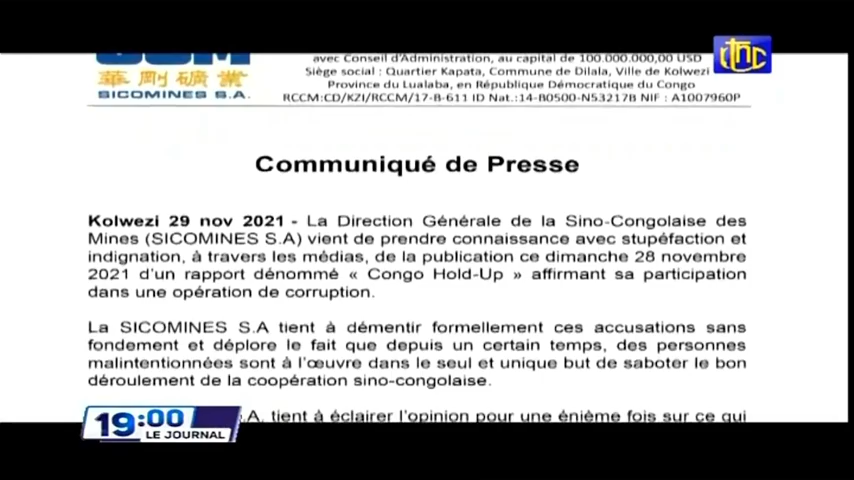 avec Conseil d'Administration, au capital de 100.000.000,00 USD
Siège social : Quartier Kapata, Commune de Dilala, Ville de Kolwezi
Province du Lualaba, en République Démocratique du Congo
RCCM:CD/KZI/RCCM/17-B-611 ID Nat.:14-B0500-N53217B NIF : A1007960P
華剛礦業
SICOMINES S.A.
Communiqué de Presse
Kolwezi 29 nov 2021 - La Direction Générale de la Sino-Congolaise des
Mines (SICOMINES S.A) vient de prendre connaissance avec stupéfaction et
indignation, à travers les médias, de la publication ce dimanche 28 novembre
2021 d'un rapport dénommé « Congo Hold-Up » affirmant sa participation
dans une opération de corruption.
La SICOMINES S.A tient à démentir formellement ces accusations sans
fondement et déplore le fait que depuis un certain temps, des personnes
malintentionnées sont à l'œuvre dans le seul et unique but de saboter le bon
déroulement de la coopération sino-congolaise.
S.A. tient à éclairer l'opinion pour une énième fois sur ce qui
19:00
LE JOURNAL